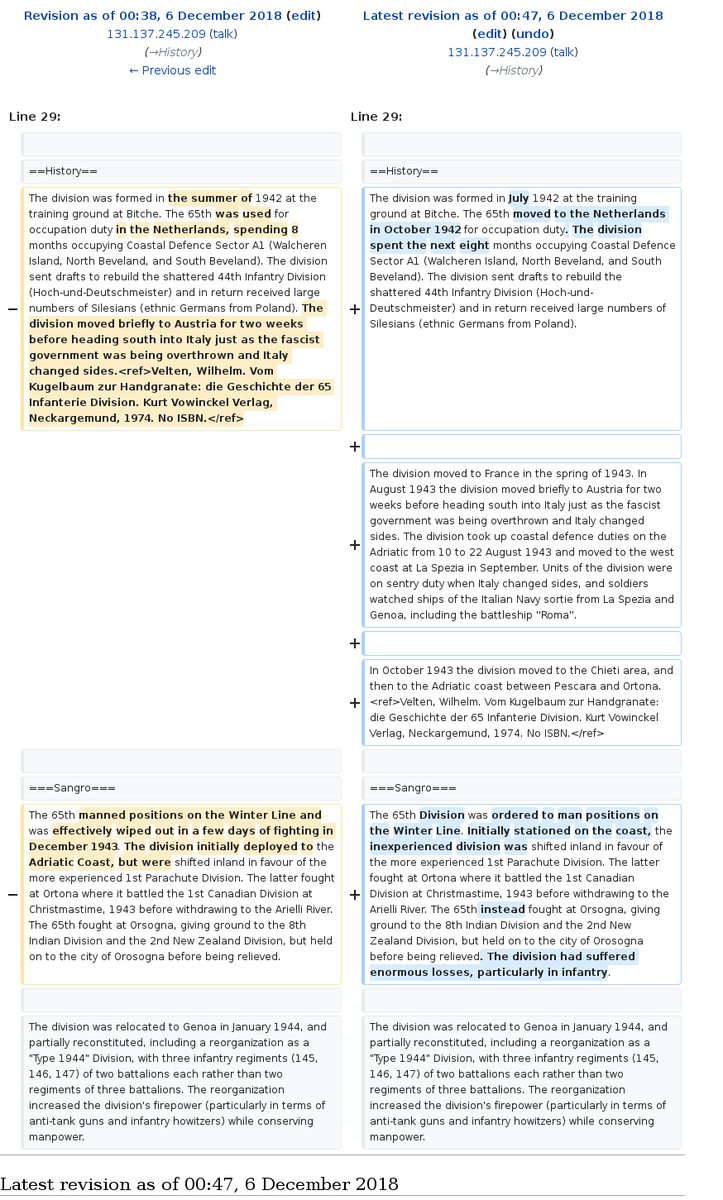 Revision as of 00:38, 6 December 2018 (edit)
131.137.245.209 (talk)
(→History)
← Previous edit
Latest revision as of 00:47, 6 December 2018
(edit) (undo)
131.137.245.209 (talk)
(→History)
Line 29:
Line 29:
==History==
==History==
−
The division was formed in the summer of 1942 at the
training ground at Bitche. The 65th was used for
occupation duty in the Netherlands, spending 8
months occupying Coastal Defence Sector A1 (Walcheren
Island, North Beveland, and South Beveland). The division
sent drafts to rebuild the shattered 44th Infantry Division
(Hoch-und-Deutschmeister) and in return received large
numbers of Silesians (ethnic Germans from Poland). The
division moved briefly to Austria for two weeks
before heading south into Italy just as the fascist
government was being overthrown and Italy
changed sides.<ref>Velten, Wilhelm. Vom
Kugelbaum zur Handgranate: die Geschichte der 65
Infanterie Division. Kurt Vowinckel Verlag,
Neckargemund, 1974. No ISBN.</ref>
+
The division was formed in July 1942 at the training
ground at Bitche. The 65th moved to the Netherlands
in October 1942 for occupation duty. The division
spent the next eight months occupying Coastal Defence
Sector A1 (Walcheren Island, North Beveland, and South
Beveland). The division sent drafts to rebuild the
shattered 44th Infantry Division (Hoch-und-
Deutschmeister) and in return received large numbers of
Silesians (ethnic Germans from Poland).
+
+
The division moved to France in the spring of 1943. In
August 1943 the division moved briefly to Austria for two
weeks before heading south into Italy just as the fascist
government was being overthrown and Italy changed
sides. The division took up coastal defence duties on the
Adriatic from 10 to 22 August 1943 and moved to the west
coast at La Spezia in September. Units of the division were
on sentry duty when Italy changed sides, and soldiers
watched ships of the Italian Navy sortie from La Spezia and
Genoa, including the battleship "Roma".
+
+
In October 1943 the division moved to the Chieti area, and
then to the Adriatic coast between Pescara and Ortona.
<ref>Velten, Wilhelm. Vom Kugelbaum zur Handgranate:
die Geschichte der 65 Infanterie Division. Kurt Vowinckel
Verlag, Neckargemund, 1974. No ISBN.</ref>
===Sangro===
===Sangro===
−
The 65th manned positions on the Winter Line and
was effectively wiped out in a few days of fighting in
December 1943. The division initially deployed to the
Adriatic Coast, but were shifted inland in favour of the
more experienced 1st Parachute Division. The latter fought
at Ortona where it battled the 1st Canadian Division at
Christmastime, 1943 before withdrawing to the Arielli River.
The 65th fought at Orsogna, giving ground to the 8th
Indian Division and the 2nd New Zealand Division, but held
on to the city of Orosogna before being relieved.
+
The 65th Division was ordered to man positions on
the Winter Line. Initially stationed on the coast, the
inexperienced division was shifted inland in favour of
the more experienced 1st Parachute Division. The latter
fought at Ortona where it battled the 1st Canadian
Division at Christmastime, 1943 before withdrawing to the
Arielli River. The 65th instead fought at Orsogna, giving
ground to the 8th Indian Division and the 2nd New
Zealand Division, but held on to the city of Orosogna
before being relieved. The division had suffered
enormous losses, particularly in infantry.
The division was relocated to Genoa in January 1944, and
partially reconstituted, including a reorganization as a
"Type 1944" Division, with three infantry regiments (145,
146, 147) of two battalions each rather than two
regiments of three battalions. The reorganization
increased the division's firepower (particularly in terms of
anti-tank guns and infantry howitzers) while conserving
manpower.
The division was relocated to Genoa in January 1944, and
partially reconstituted, including a reorganization as a
"Type 1944" Division, with three infantry regiments (145,
146, 147) of two battalions each rather than two
regiments of three battalions. The reorganization
increased the division's firepower (particularly in terms of
anti-tank guns and infantry howitzers) while conserving
manpower.
Latest revision as of 00:47, 6 December 2018